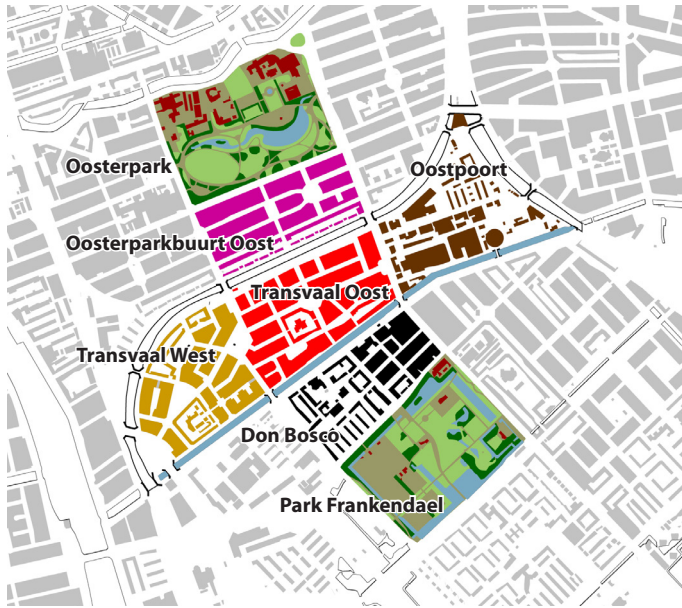 Oosterpark
Oostpoort
Oosterparkbuurt Oost
Transvaal Oost
Transvaal West
Don Bosco
Park Frankendael